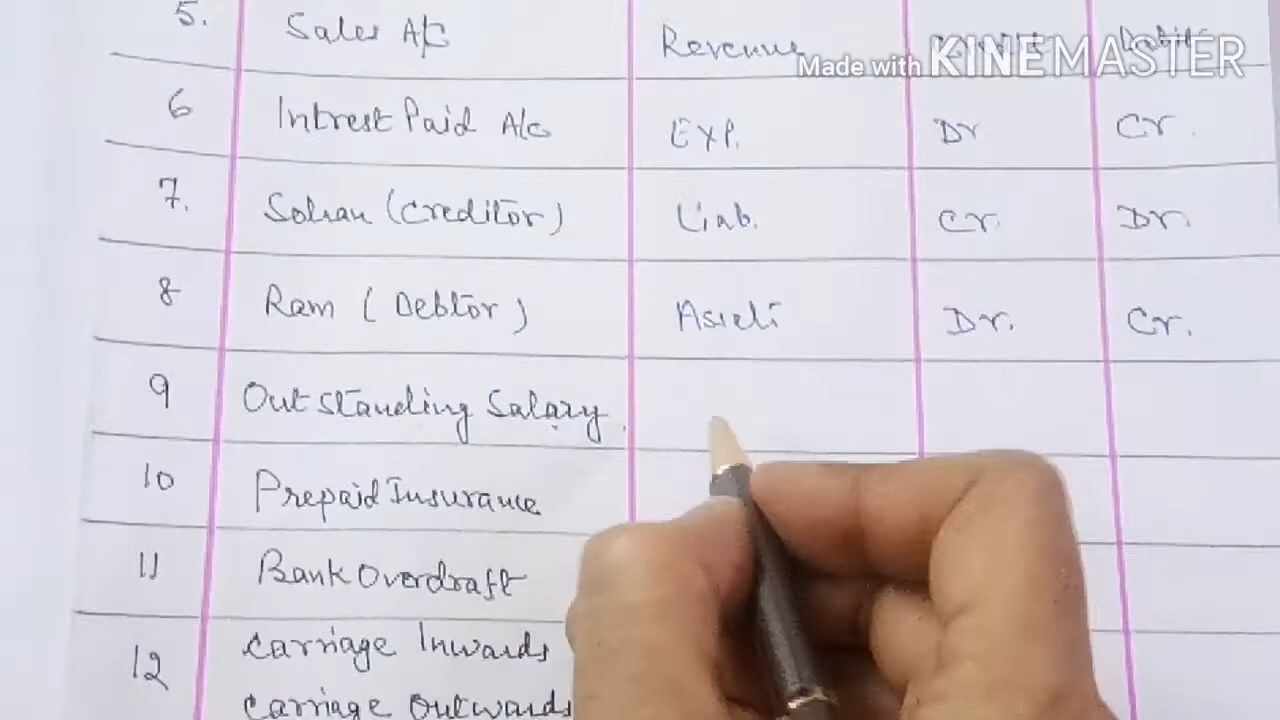 5. Sales A/C Revenue
Made with KINEMASTER
6 Intrest Paid A/c EXP. Dr Cr.
7. Sohan (Creditor) Liab. Cr. Dr.
8 Ram (Debtor) Dr. Cr.
9 Outstanding Salary.
10 Prepaid Insurance
11 Bank Overdraft
12 Carriage Inwards
Carriage Outwards